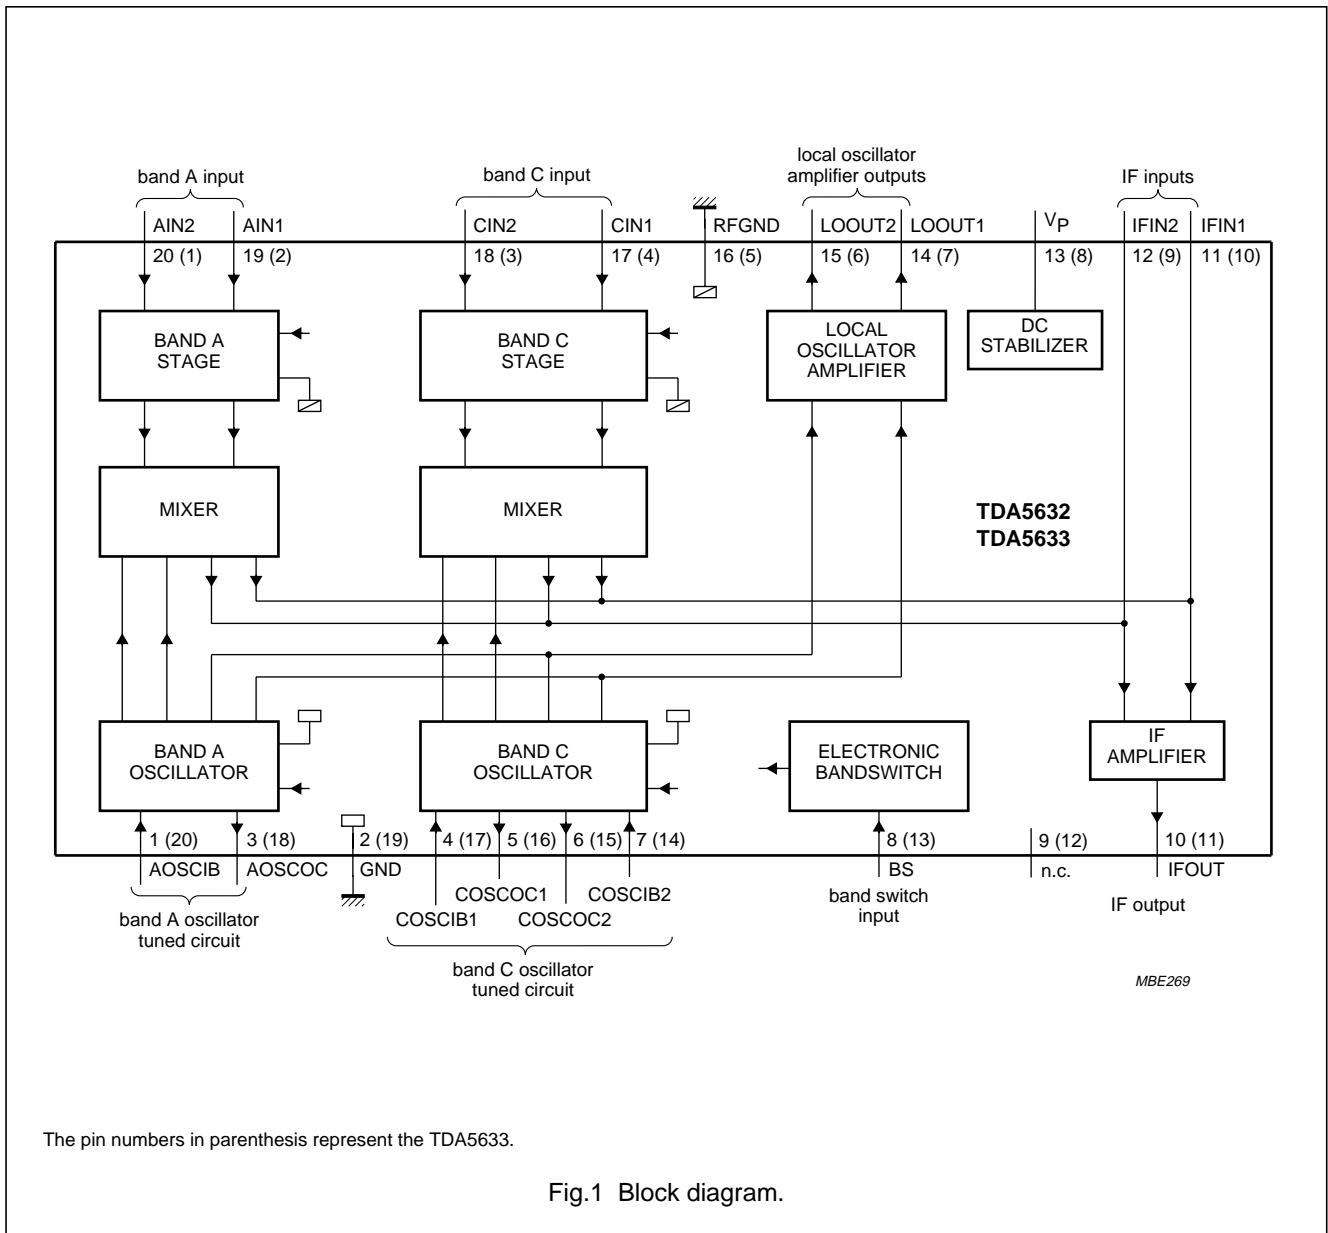 band A input
band C input
local oscillator
amplifier outputs
IF inputs
AIN2
AIN1
CIN2
CIN1
RFGND
LOOUT2
LOOUT1
VP
IFIN2
IFIN1
20 (1)
19 (2)
18 (3)
17 (4)
16 (5)
15 (6)
14 (7)
13 (8)
12 (9)
11 (10)
BAND A
STAGE
BAND C
STAGE
LOCAL
OSCILLATOR
AMPLIFIER
DC
STABILIZER
MIXER
MIXER
TDA5632
TDA5633
BAND A
OSCILLATOR
BAND C
OSCILLATOR
ELECTRONIC
BANDSWITCH
IF
AMPLIFIER
1 (20)
3 (18)
2 (19)
4 (17)
5 (16)
6 (15)
7 (14)
8 (13)
9 (12)
10 (11)
AOSCIB
AOSCOC
GND
COSCIB1
COSCOC1
COSCOC2
COSCIB2
BS
n.c.
IFOUT
band A oscillator
tuned circuit
band C oscillator
tuned circuit
band switch
input
IF output
MBE269
The pin numbers in parenthesis represent the TDA5633.
Fig.1 Block diagram.